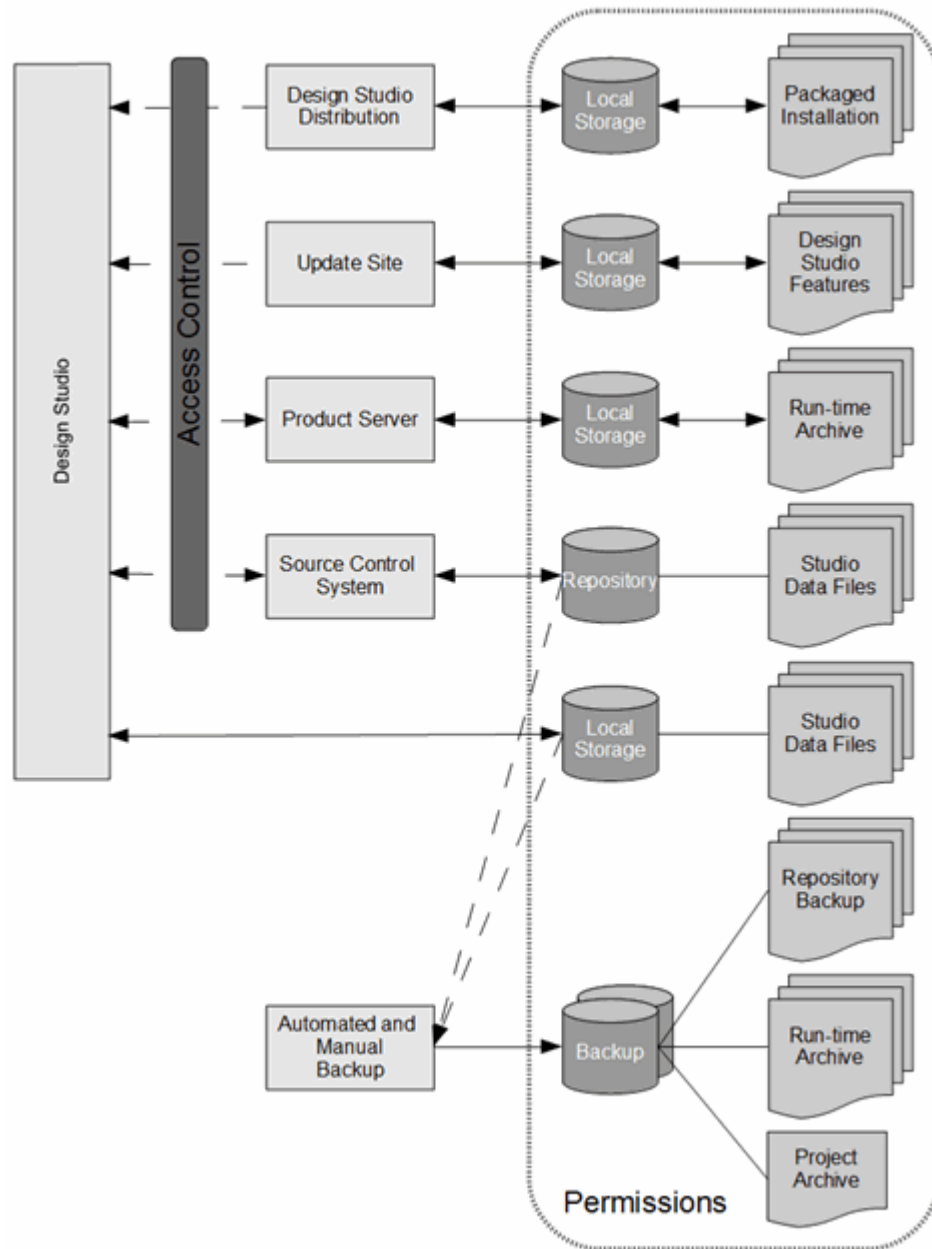 Design Studio
Access Control
Design Studio
Distribution
Local
Storage
Packaged
Installation
Update Site
Local
Storage
Design
Studio
Features
Product Server
Local
Storage
Run-time
Archive
Source Control
System
Repository
Studio
Data Files
Local
Storage
Studio
Data Files
Repository
Backup
Automated and
Manual
Backup
Backup
Run-time
Archive
Project
Archive
Permissions